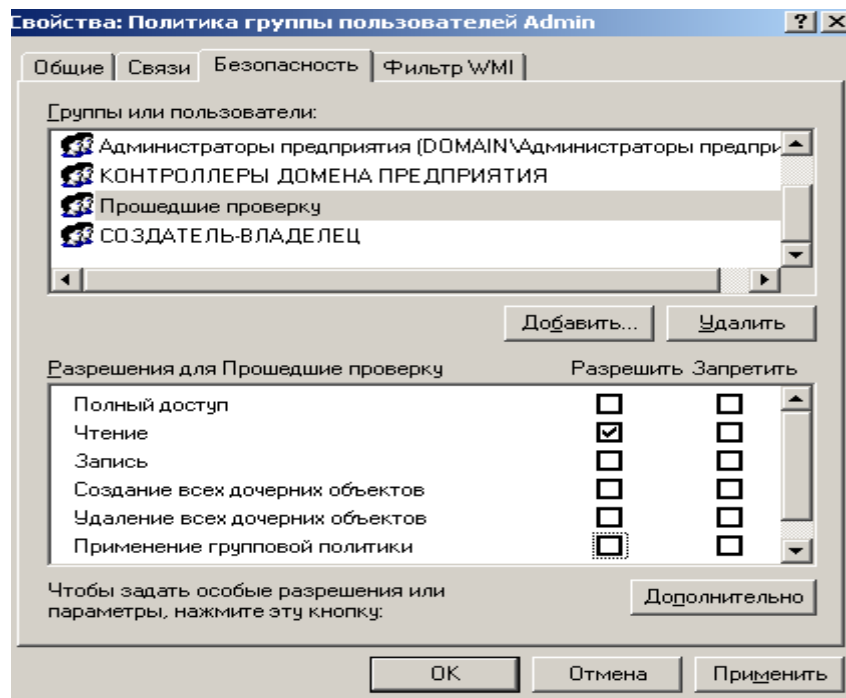 Свойства: Политика группы пользователей Admin
Общие Связи Безопасность Фильтр WMI
Группы или пользователи:
Администраторы предприятия (DOMAIN\Администраторы предпри
КОНТРОЛЛЕРЫ ДОМЕНА ПРЕДПРИЯТИЯ
Прошедшие проверку
СОЗДАТЕЛЬ-ВЛАДЕЛЕЦ
Добавить... Удалить
Разрешения для Прошедшие проверку Разрешить Запретить
Полный доступ
Чтение
Запись
Создание всех дочерних объектов
Удаление всех дочерних объектов
Применение групповой политики
Чтобы задать особые разрешения или
параметры, нажмите эту кнопку:
Дополнительно
ОК Отмена Применить